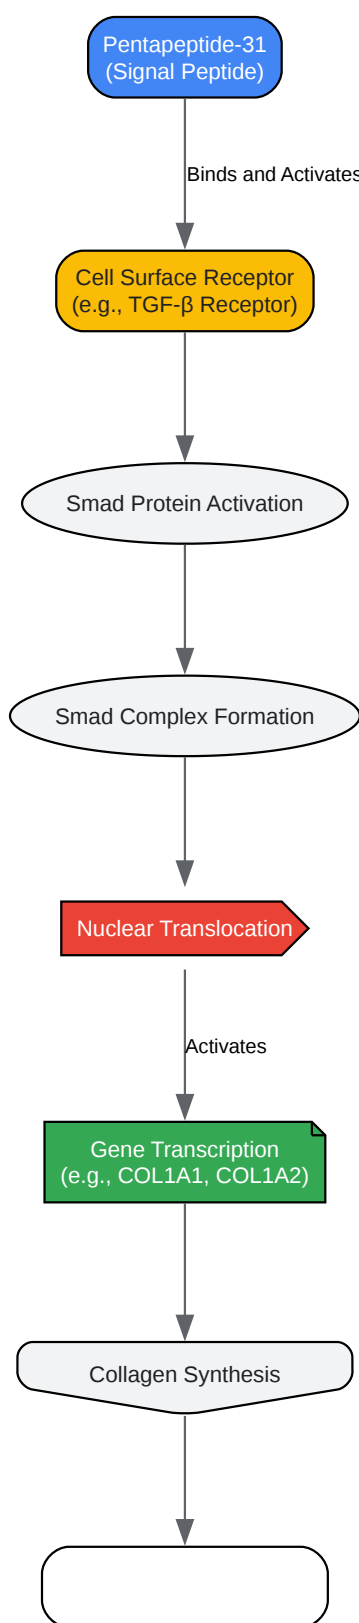 Pentapeptide-31
(Signal Peptide)
Binds and Activates
Cell Surface Receptor
(e.g., TGF-β Receptor)
Smad Protein Activation
Smad Complex Formation
Nuclear Translocation
Activates
Gene Transcription
(e.g., COL1A1, COL1A2)
Collagen Synthesis